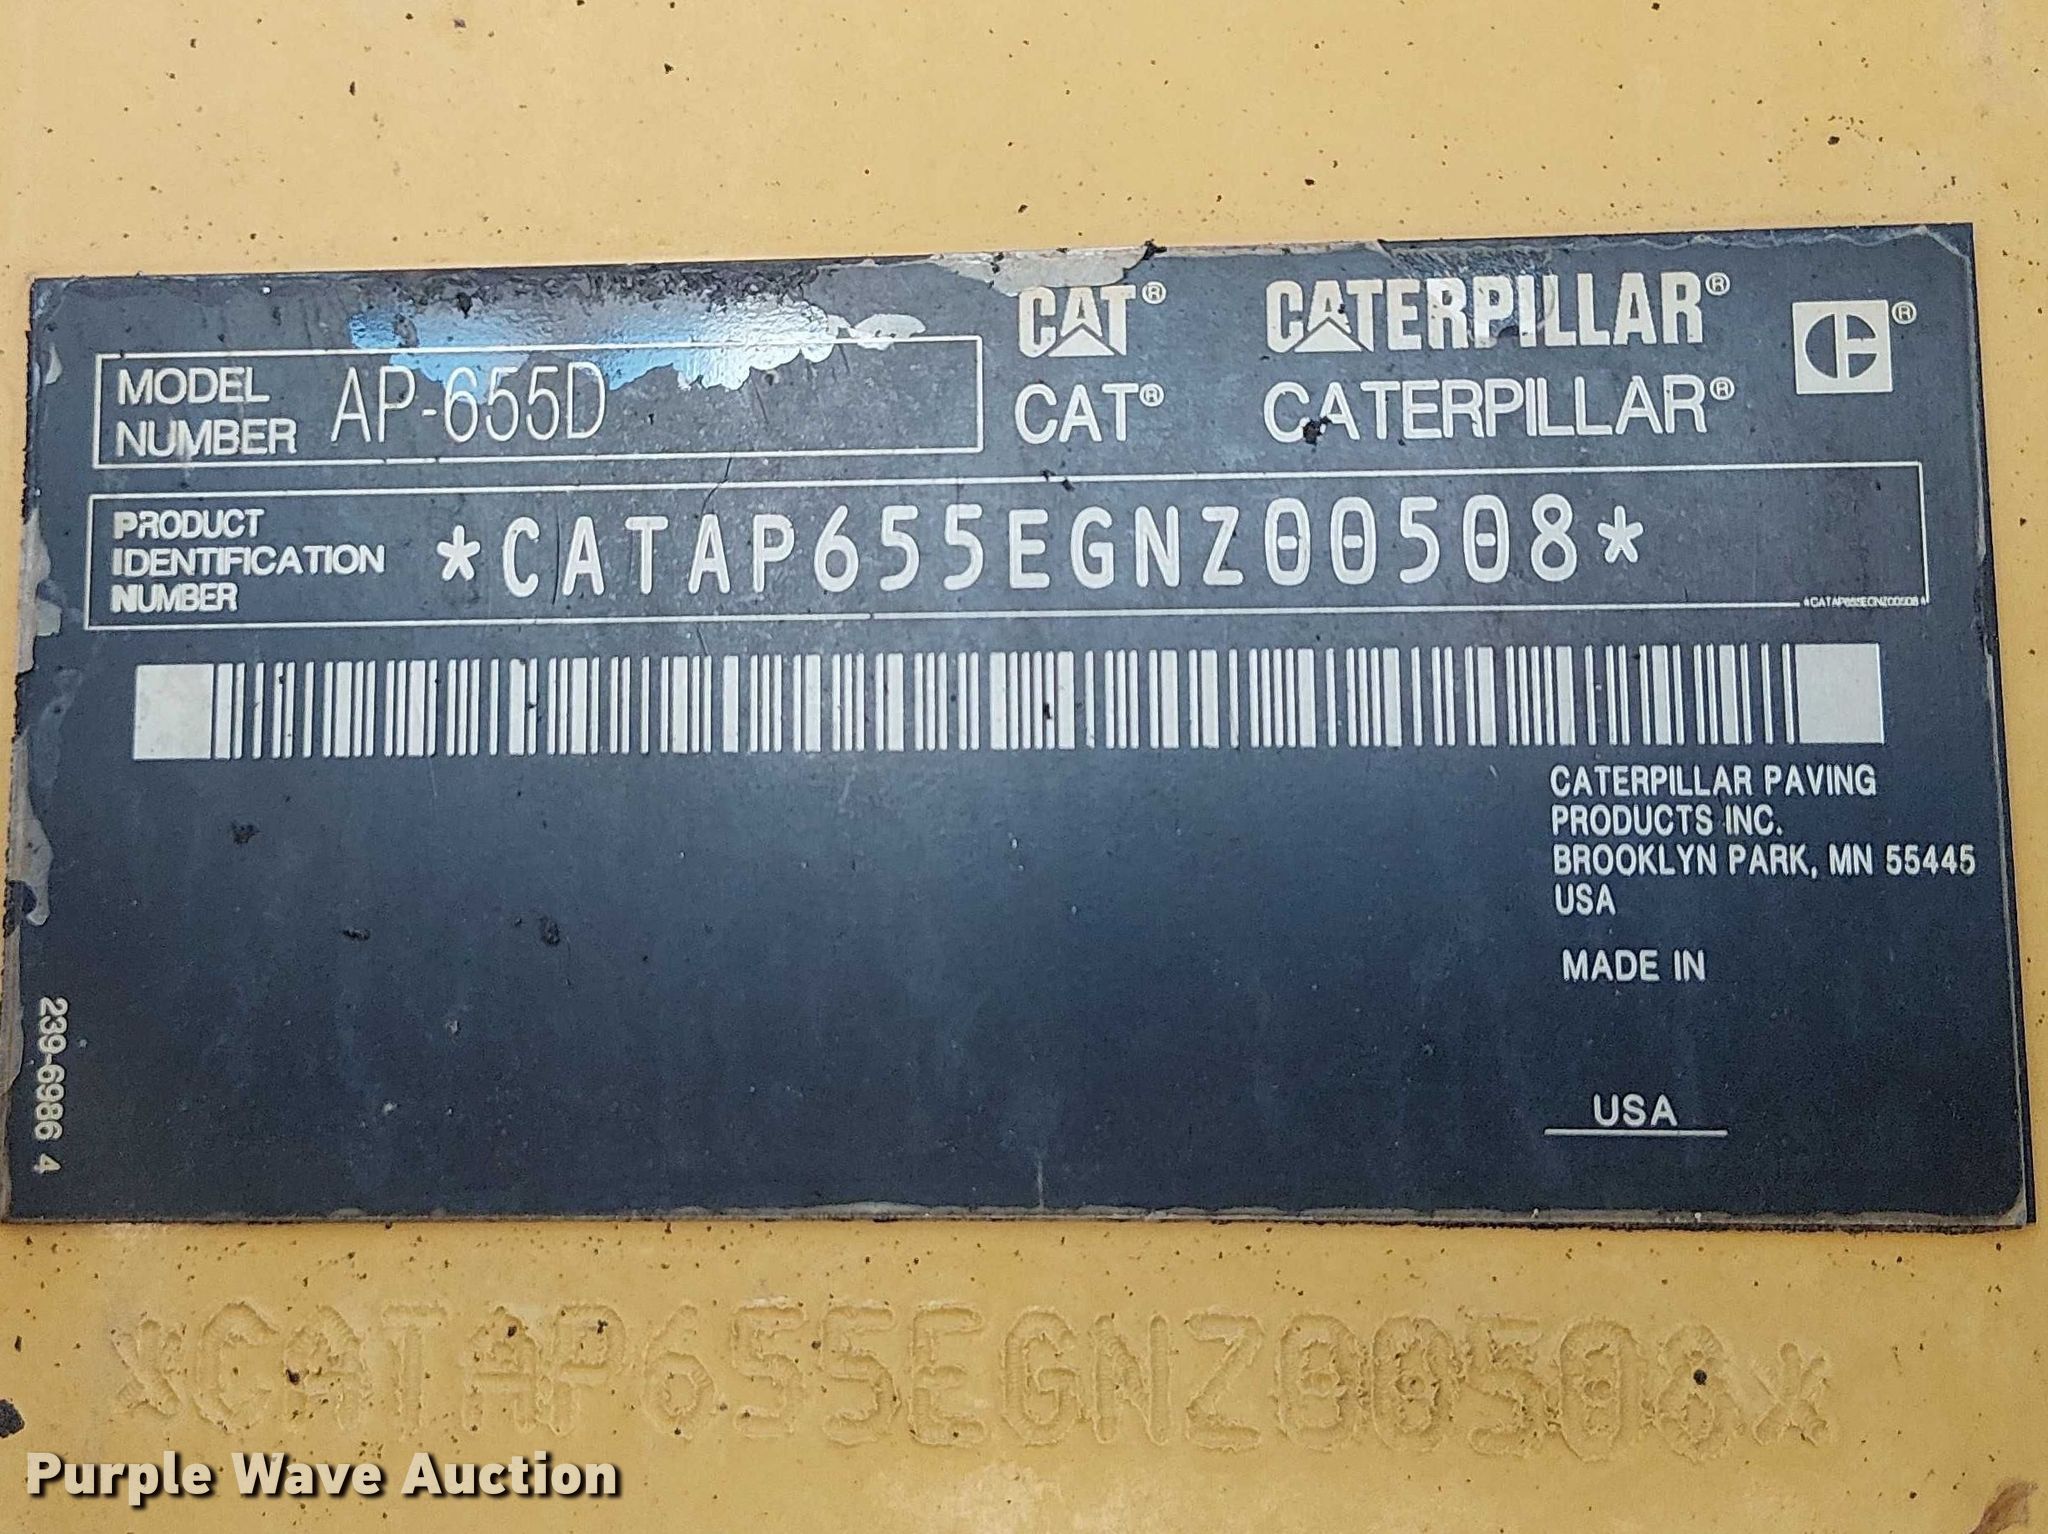 CAT® CATERPILLAR® ®
MODEL NUMBER AP-655D
CAT® CATERPILLAR®
PRODUCT
IDENTIFICATION
NUMBER
*CATAP655EGNZ00508*
*CATAP655EGNZ00508*
CATERPILLAR PAVING
PRODUCTS INC.
BROOKLYN PARK, MN 55445
USA
MADE IN
USA
239-6986 4
*CATAP655EGNZ00508*
Purple Wave Auction